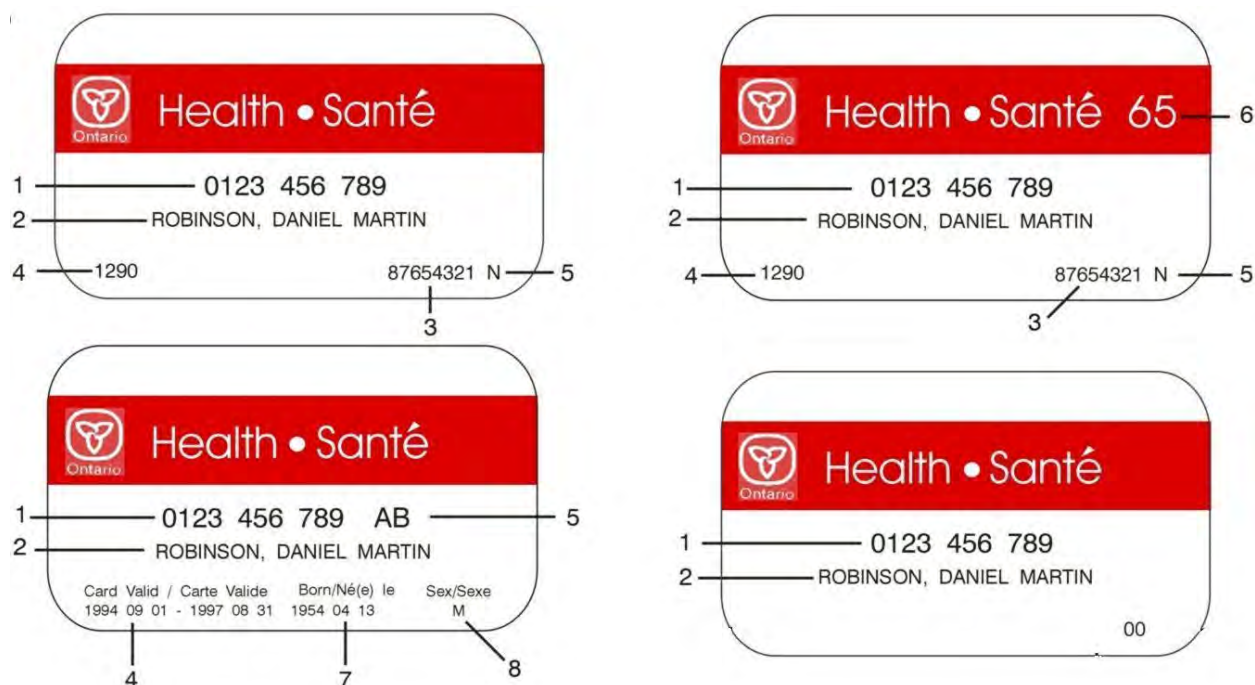 Ontario
Health • Santé
1
0123 456 789
2
ROBINSON, DANIEL MARTIN
4
1290
87654321 N
5
3
Ontario
Health • Santé 65
6
1
0123 456 789
2
ROBINSON, DANIEL MARTIN
4
1290
87654321 N
5
3
Ontario
Health • Santé
1
0123 456 789 AB
5
2
ROBINSON, DANIEL MARTIN
Card Valid / Carte Valide Born/Né(e) le Sex/Sexe
1994 09 01 - 1997 08 31 1954 04 13 M
4
7
8
Ontario
Health • Santé
1
0123 456 789
2
ROBINSON, DANIEL MARTIN
00